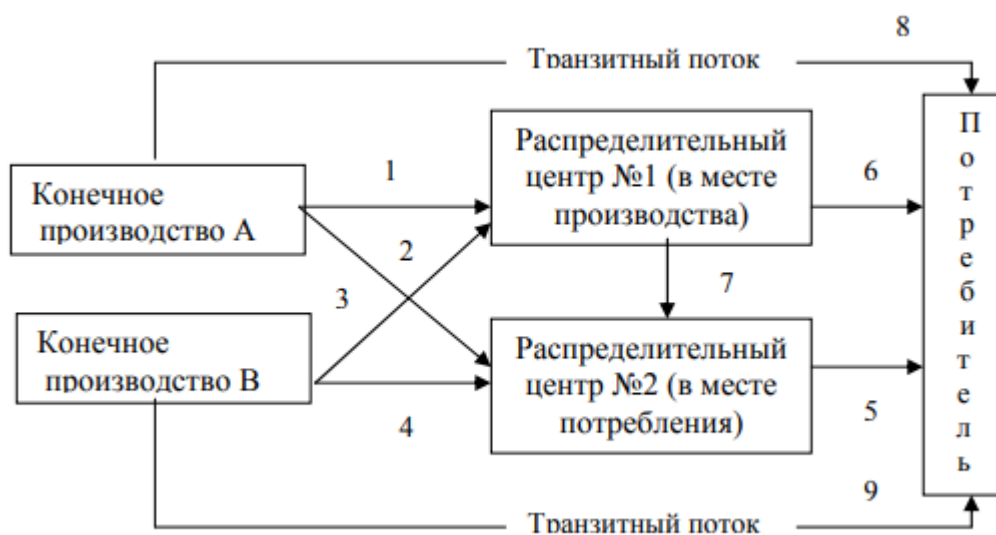 8
Транзитный поток
Конечное
производство А
1
Распределительный
центр №1 (в месте
производства)
6
2
3
7
Конечное
производство В
4
Распределительный
центр №2 (в месте
потребления)
5
Потребитель
9
Транзитный поток